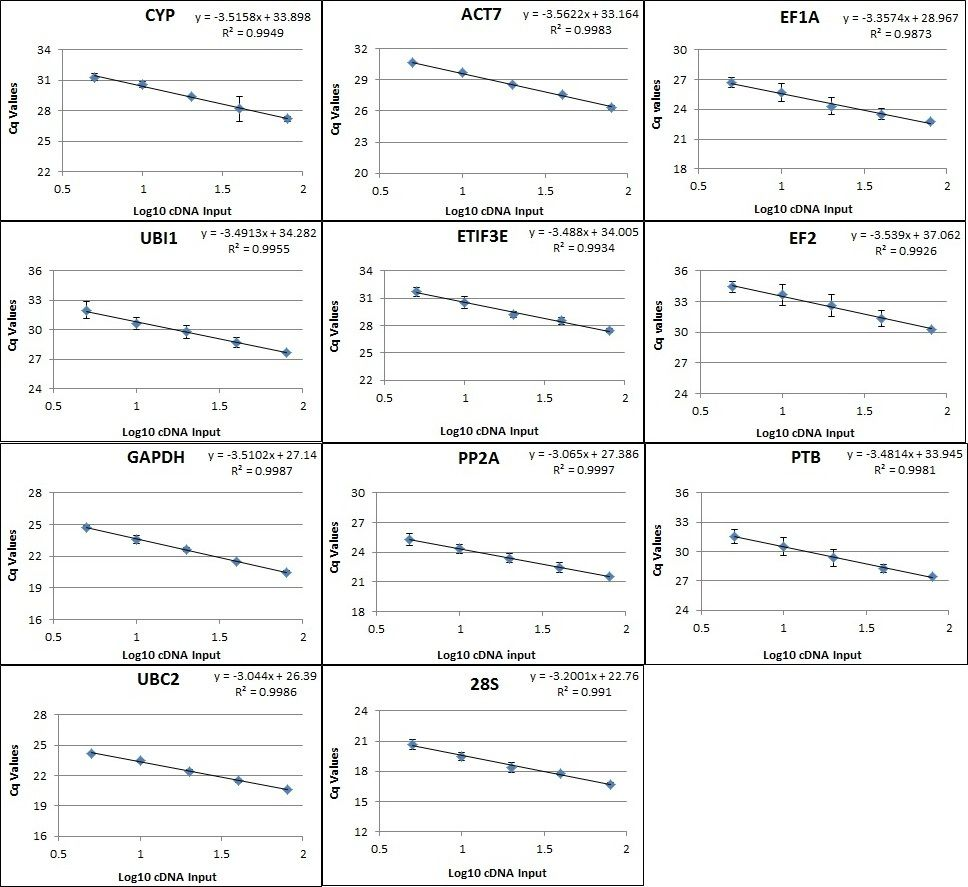 CYP
y = -3.5158x + 33.898
R² = 0.9949
34
31
28
25
22
Cq Values
0.5
1
1.5
2
Log10 cDNA Input
ACT7
y = -3.5622x + 33.164
R² = 0.9983
32
29
26
23
20
Cq Values
0.5
1
1.5
2
Log10 cDNA Input
EF1A
y = -3.3574x + 28.967
R² = 0.9873
30
27
24
21
18
Cq values
0.5
1
1.5
2
Log10 cDNA Input
UBI1
y = -3.4913x + 34.282
R² = 0.9955
36
33
30
27
24
Cq Values
0.5
1
1.5
2
Log10 cDNA Input
ETIF3E
y = -3.488x + 34.005
R² = 0.9934
34
31
28
25
22
Cq Values
0.5
1
1.5
2
Log10 cDNA Input
EF2
y = -3.539x + 37.062
R² = 0.9926
36
33
30
27
24
Cq values
0.5
1
1.5
2
Log10 cDNA Input
GAPDH
y = -3.5102x + 27.14
R² = 0.9987
28
25
22
19
16
Cq Values
0.5
1
1.5
2
Log10 cDNA Input
PP2A
y = -3.065x + 27.386
R² = 0.9997
30
27
24
21
18
Cq Values
0.5
1
1.5
2
Log10 cDNA input
PTB
y = -3.4814x + 33.945
R² = 0.9981
36
33
30
27
24
Cq Values
0.5
1
1.5
2
Log10 cDNA Input
UBC2
y = -3.044x + 26.39
R² = 0.9986
28
25
22
19
16
Cq Values
0.5
1
1.5
2
Log10 cDNA Input
28S
y = -3.2001x + 22.76
R² = 0.991
24
21
18
15
12
Cq Values
0.5
1
1.5
2
Log10 cDNA Input